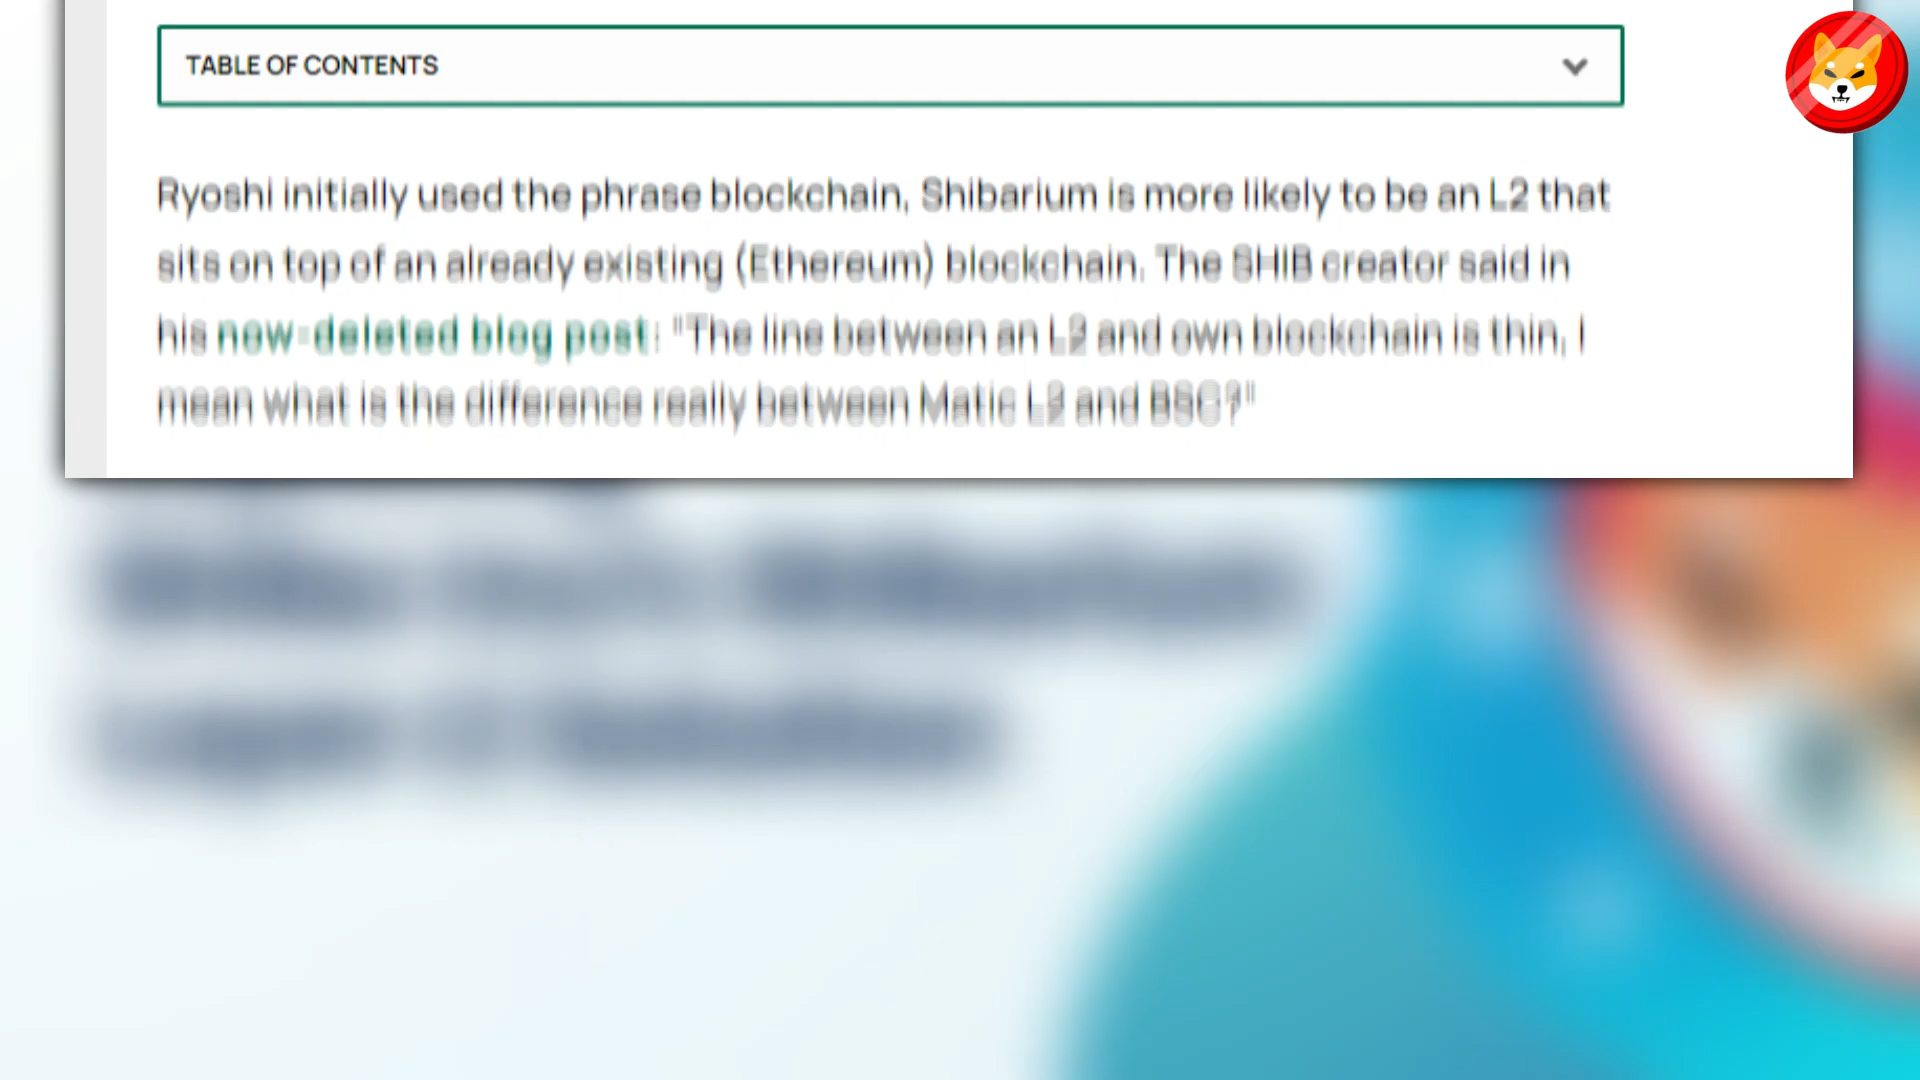 TABLE OF CONTENTS
Ryoshi initially used the phrase blockchain, Shibarium is more likely to be an L2 that
sits on top of an already existing (Ethereum) blockchain. The SHIB creator said in
his now-deleted blog post: "The line between an L2 and own blockchain is thin, I
mean what is the difference really between Matic L2 and BSC?"